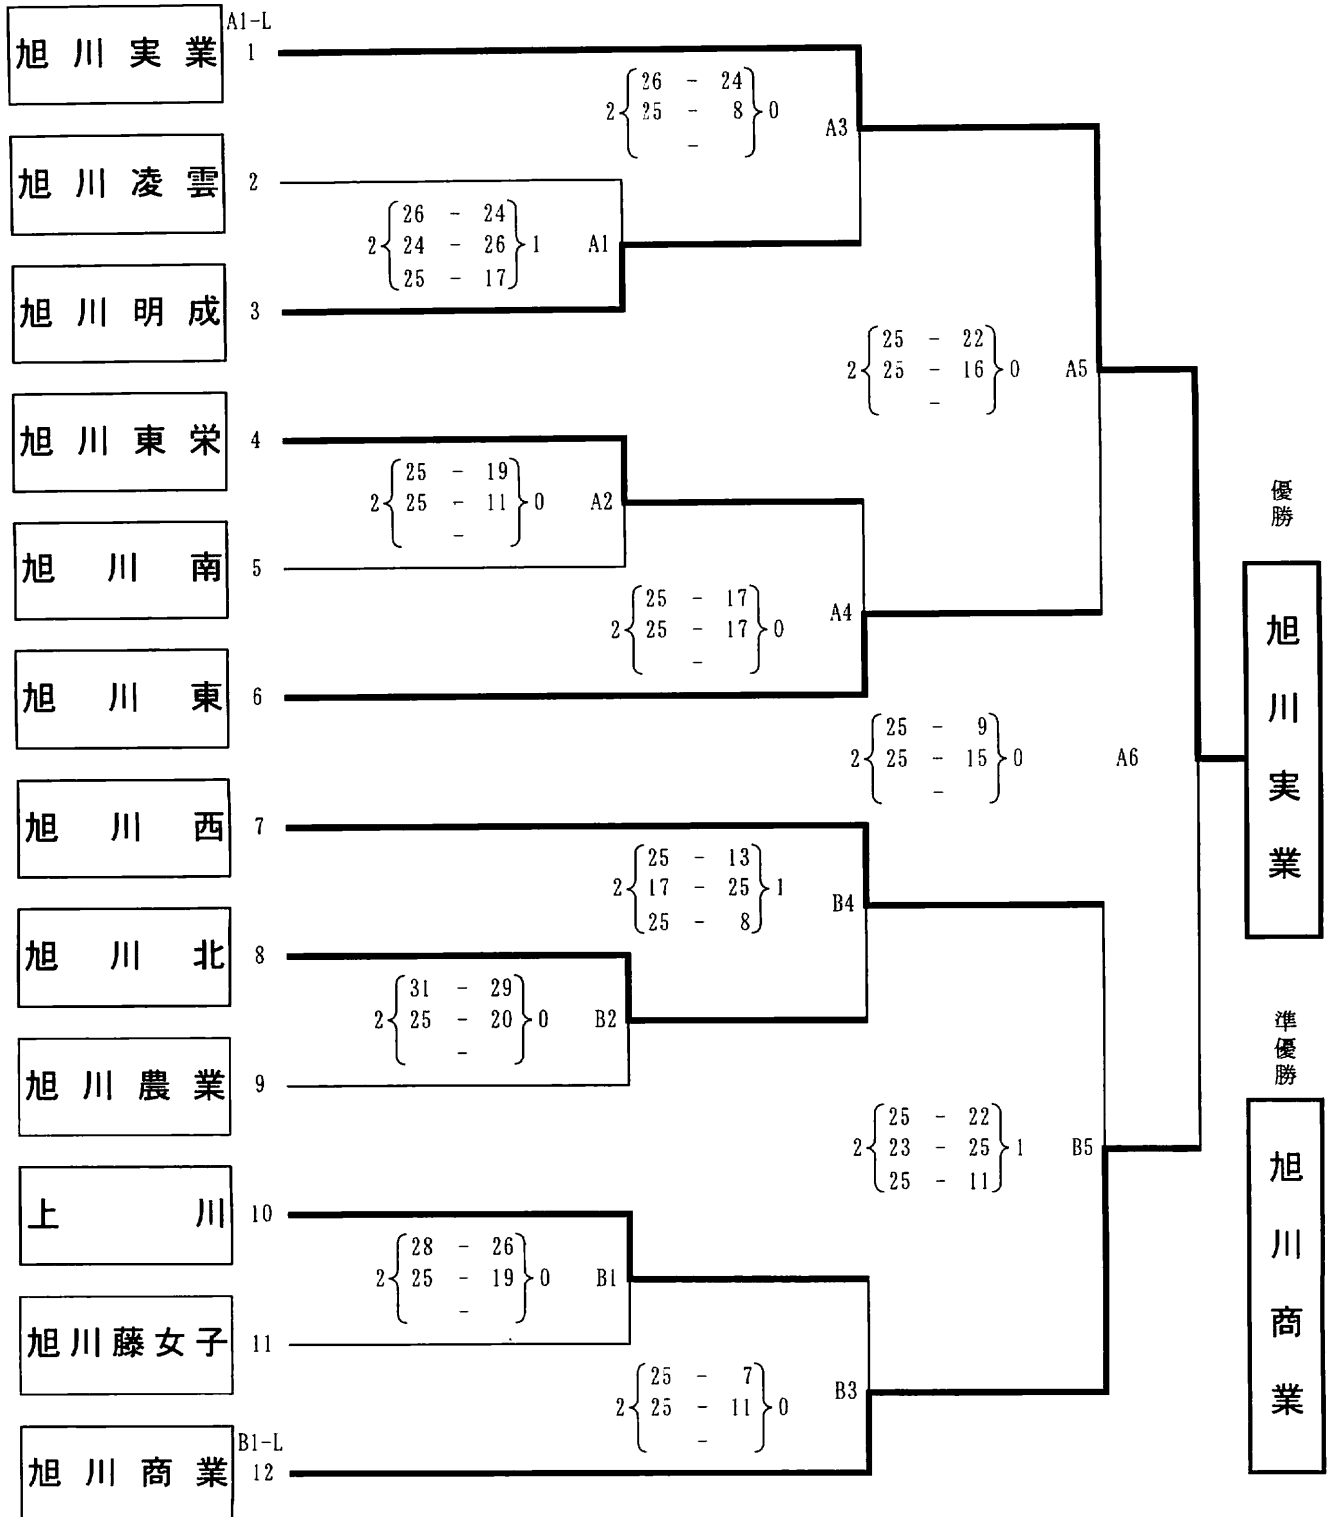 A1-L
旭川実業 1
26 - 24
2 25 - 8 0
-
A3
旭川凌雲 2
26 - 24
2 24 - 26 1
25 - 17
A1
旭川明成 3
25 - 22
2 25 - 16 0
-
A5
旭川東栄 4
25 - 19
2 25 - 11 0
-
A2
旭川南 5
25 - 17
2 25 - 17 0
-
A4
旭川東 6
25 - 9
2 25 - 15 0
-
A6
旭川西 7
25 - 13
2 17 - 25 1
25 - 8
B4
旭川北 8
31 - 29
2 25 - 20 0
-
B2
旭川農業 9
25 - 22
2 23 - 25 1
25 - 11
B5
上川 10
28 - 26
2 25 - 19 0
-
B1
旭川藤女子 11
25 - 7
2 25 - 11 0
-
B3
B1-L
旭川商業 12
優勝
旭川実業
準優勝
旭川商業